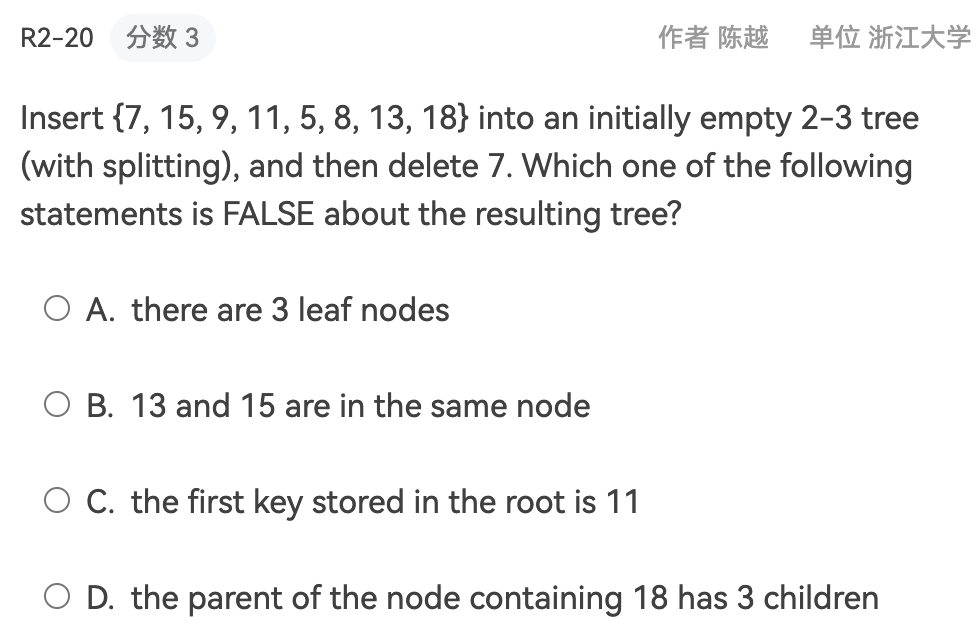 R2-20 分数 3 作者 陈越 单位 浙江大学
Insert {7, 15, 9, 11, 5, 8, 13, 18} into an initially empty 2-3 tree
(with splitting), and then delete 7. Which one of the following
statements is FALSE about the resulting tree?
A. there are 3 leaf nodes
B. 13 and 15 are in the same node
C. the first key stored in the root is 11
D. the parent of the node containing 18 has 3 children